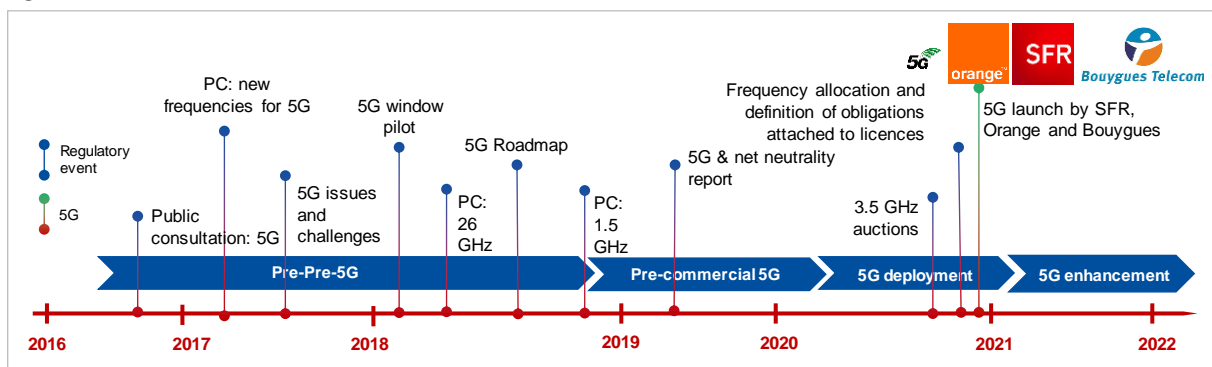 5G
orange™
SFR
Bouygues Telecom
PC: new
frequencies for 5G
5G window
pilot
5G Roadmap
Frequency allocation and
definition of obligations
attached to licences
5G launch by SFR,
Orange and Bouygues
Regulatory
event
5G
Public
consultation: 5G
5G issues
and
challenges
PC:
26
GHz
PC:
1.5
GHz
5G & net neutrality
report
3.5 GHz
auctions
Pre-Pre-5G
Pre-commercial 5G
5G deployment
5G enhancement
2016
2017
2018
2019
2020
2021
2022